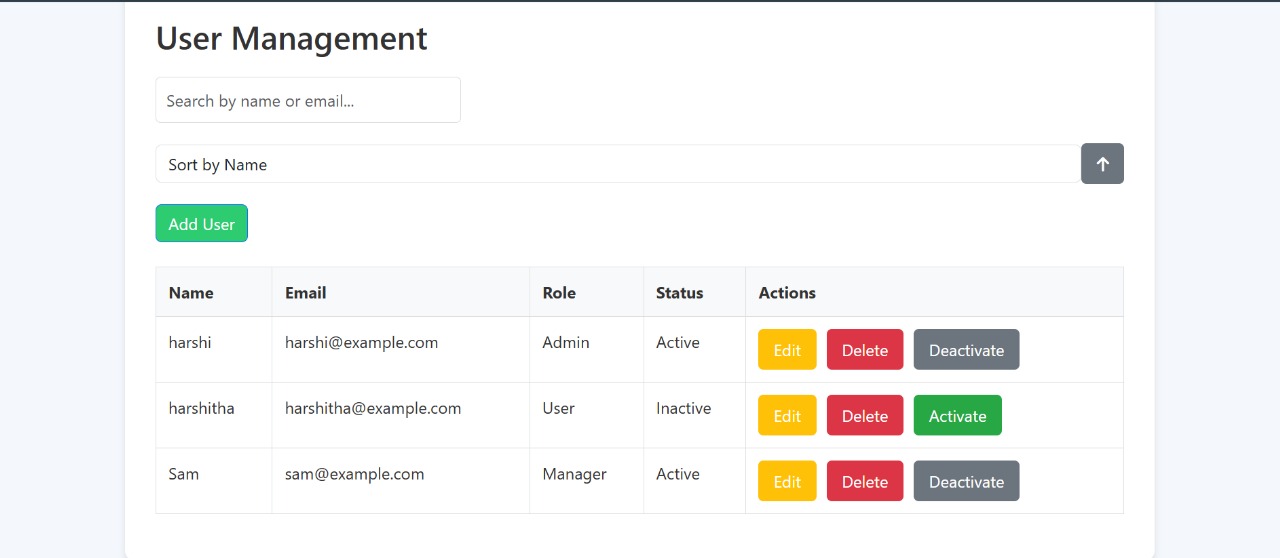 User Management
Search by name or email...
Sort by Name
Add User
Name Email Role Status Actions
harshi harshi@example.com Admin Active Edit Delete Deactivate
harshitha harshitha@example.com User Inactive Edit Delete Activate
Sam sam@example.com Manager Active Edit Delete Deactivate